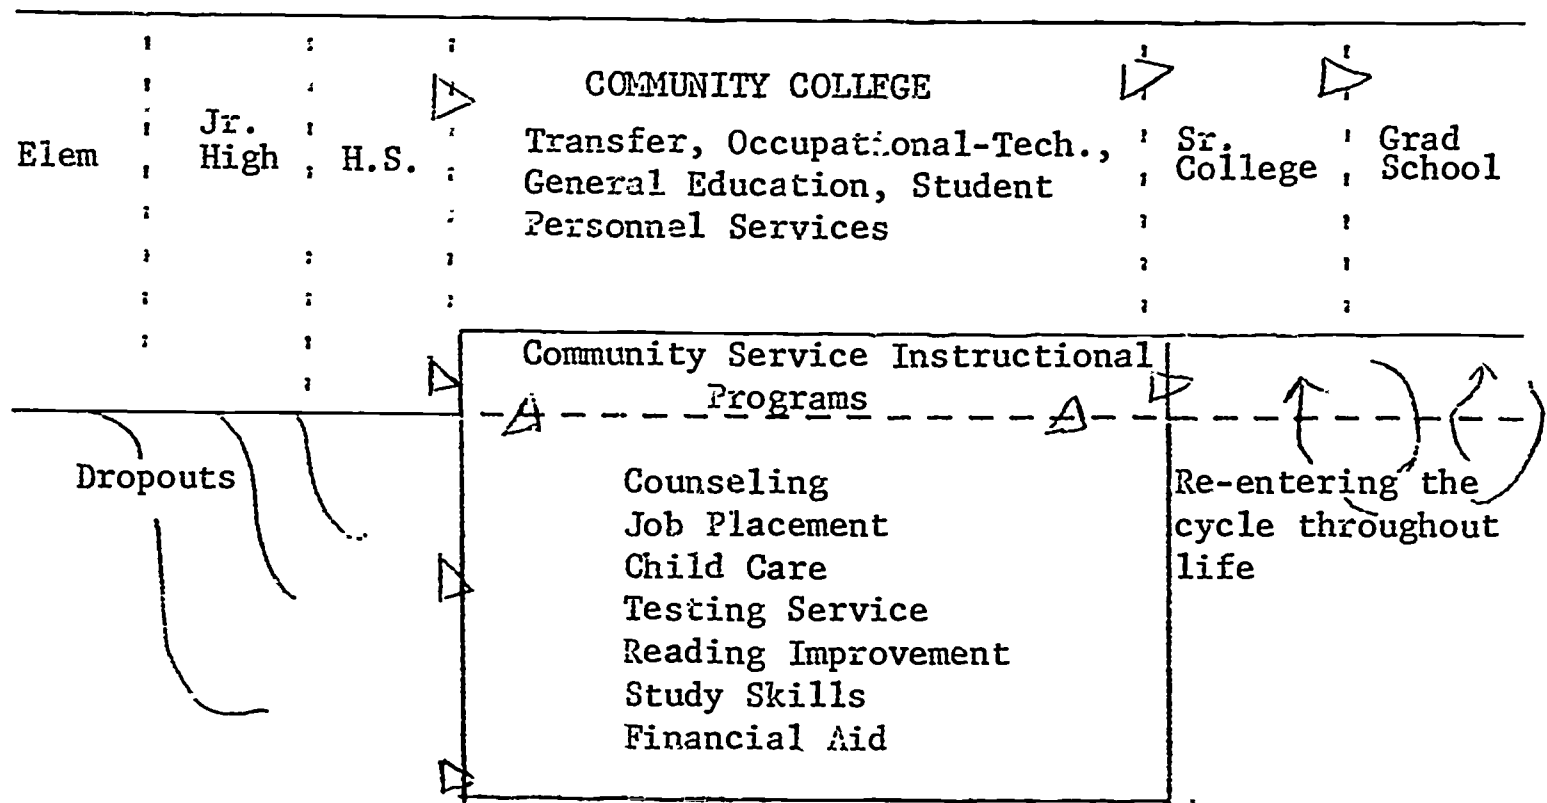 Elem
Jr.
High
H.S.
COMMUNITY COLLEGE
Transfer, Occupational-Tech.,
General Education, Student
Personnel Services
Sr.
College
Grad
School
Community Service Instructional
Programs
Dropouts
Counseling
Job Placement
Child Care
Testing Service
Reading Improvement
Study Skills
Financial Aid
Re-entering the
cycle throughout
life